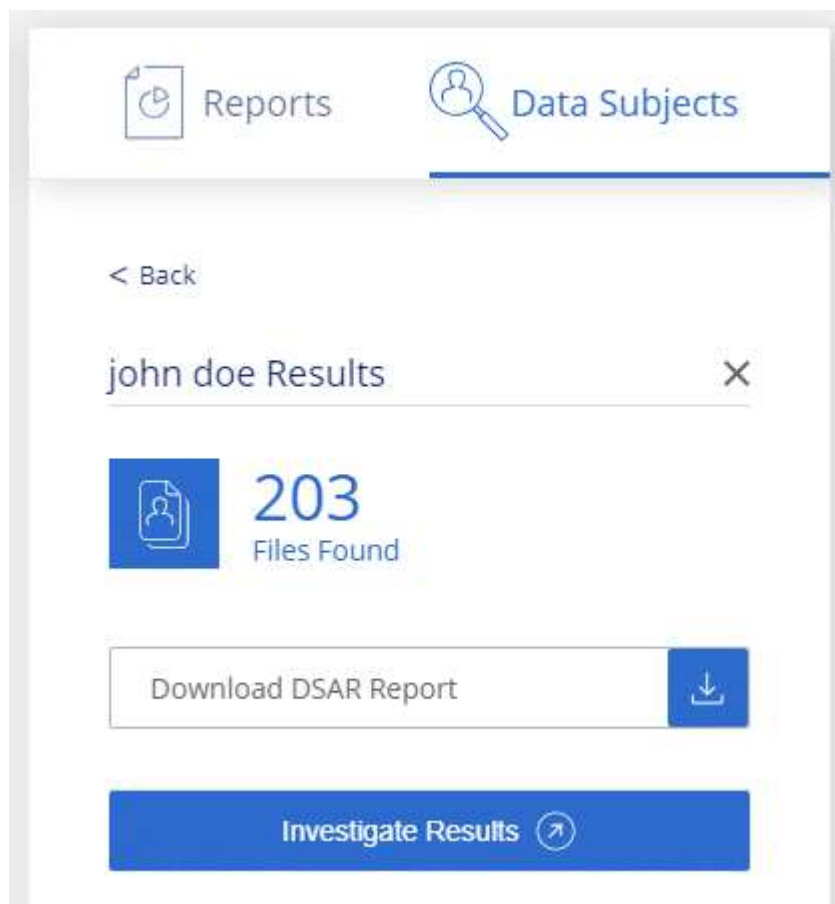 Reports
Data Subjects
< Back
john doe Results
203
Files Found
Download DSAR Report
Investigate Results